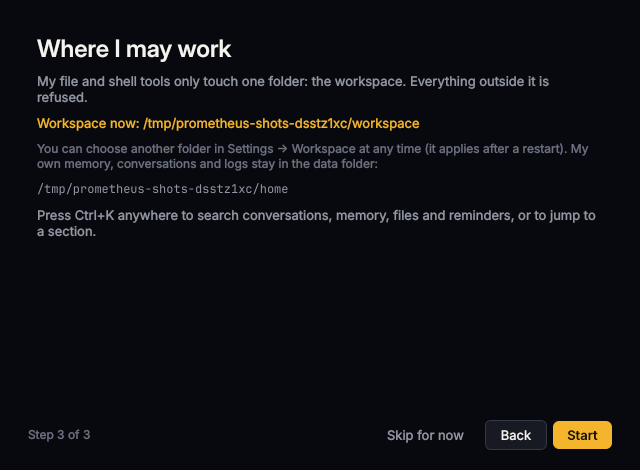 Where I may work
My file and shell tools only touch one folder: the workspace. Everything outside it is
refused.
Workspace now: /tmp/prometheus-shots-dsstz1xc/workspace
You can choose another folder in Settings → Workspace at any time (it applies after a restart). My
own memory, conversations and logs stay in the data folder:
/tmp/prometheus-shots-dsstz1xc/home
Press Ctrl+K anywhere to search conversations, memory, files and reminders, or to jump to
a section.
Step 3 of 3
Skip for now
Back
Start